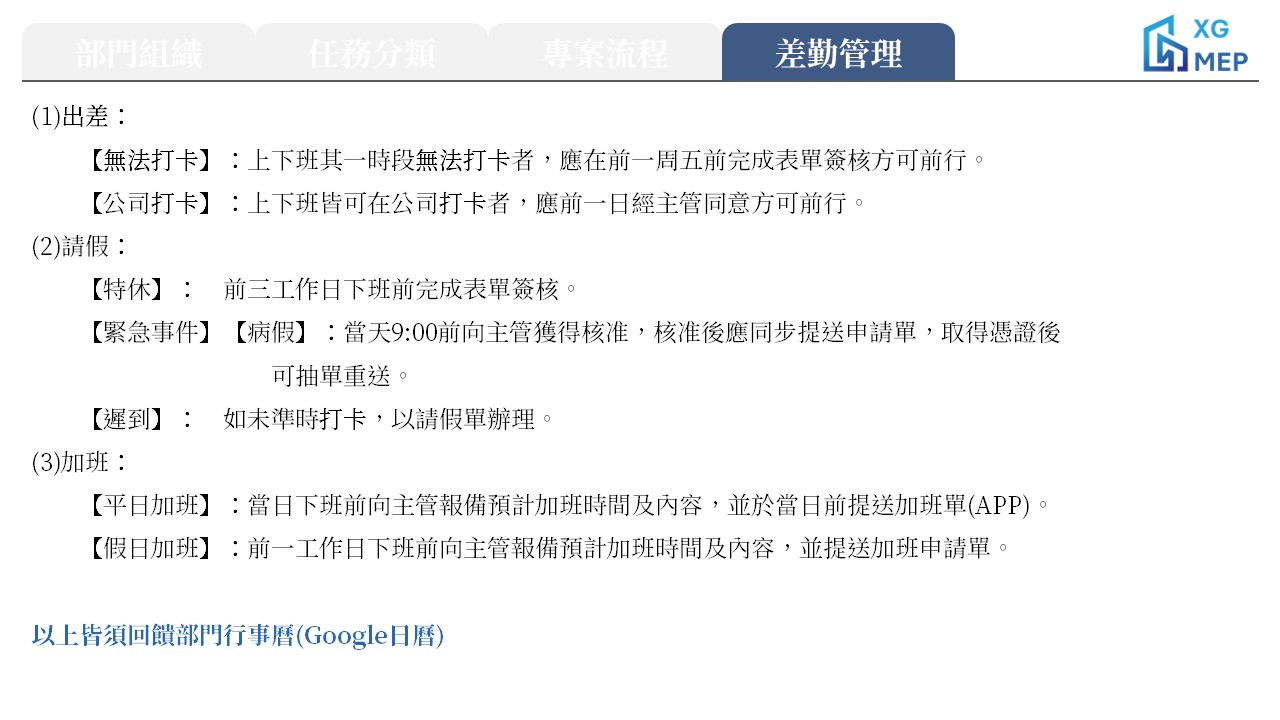 部門組織
任務分類
專案流程
差勤管理
XG
MEP
(1)出差：
【無法打卡】：上下班其一時段無法打卡者，應在前一周五前完成表單簽核方可前行。
【公司打卡】：上下班皆可在公司打卡者，應前一日經主管同意方可前行。
(2)請假：
【特休】： 前三工作日下班前完成表單簽核。
【緊急事件】【病假】：當天9:00前向主管獲得核准，核准後應同步提送申請單，取得憑證後
可抽單重送。
【遲到】： 如未準時打卡，以請假單辦理。
(3)加班：
【平日加班】：當日下班前向主管報備預計加班時間及內容，並於當日前提送加班單(APP)。
【假日加班】：前一工作日下班前向主管報備預計加班時間及內容，並提送加班申請單。
以上皆須回饋部門行事曆(Google日曆)